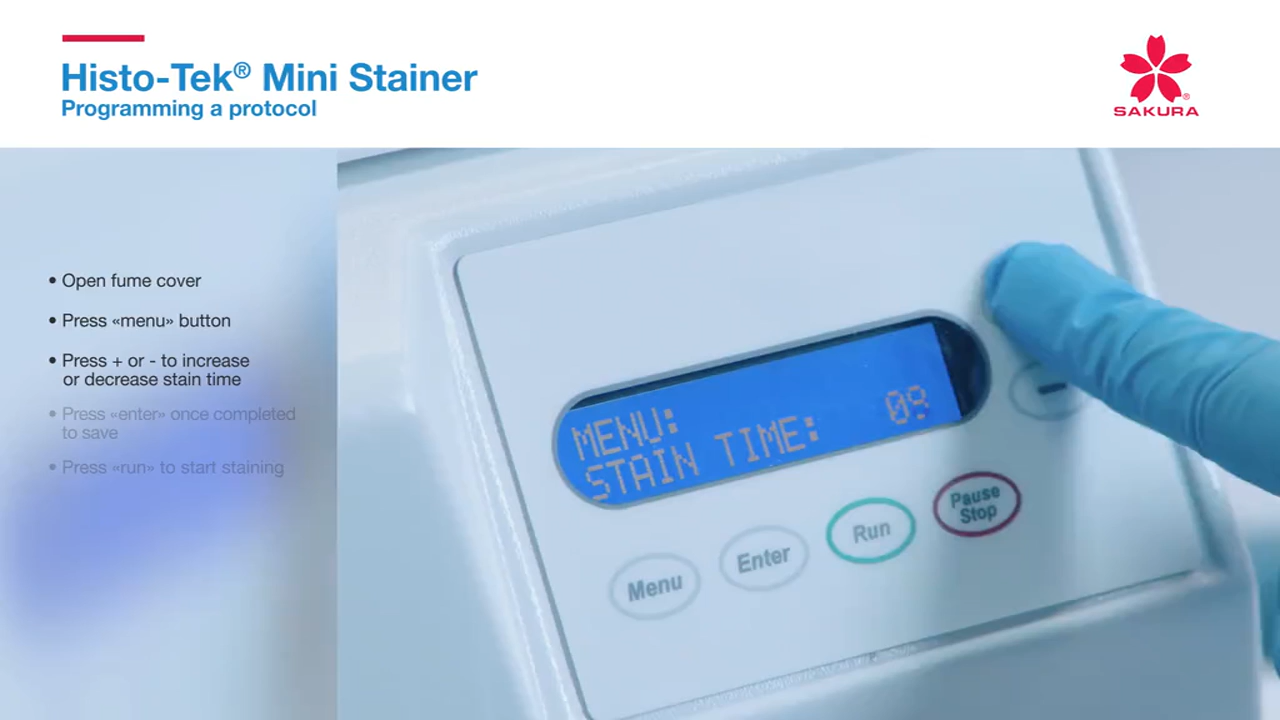 Histo-Tek® Mini Stainer
Programming a protocol
SAKURA®
• Open fume cover
• Press «menu» button
• Press + or - to increase
or decrease stain time
• Press «enter» once completed
to save
• Press «run» to start staining
MENU:
STAIN TIME: 09
-
Menu
Enter
Run
Pause
Stop